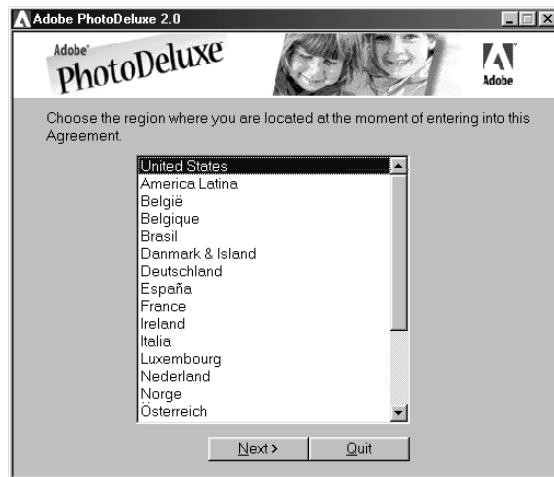 Adobe PhotoDeluxe 2.0
Adobe
PhotoDeluxe
Adobe
Choose the region where you are located at the moment of entering into this
Agreement.
United States
America Latina
België
Belgique
Brasil
Danmark & Island
Deutschland
España
France
Ireland
Italia
Luxembourg
Nederland
Norge
Österreich
Next >
Quit